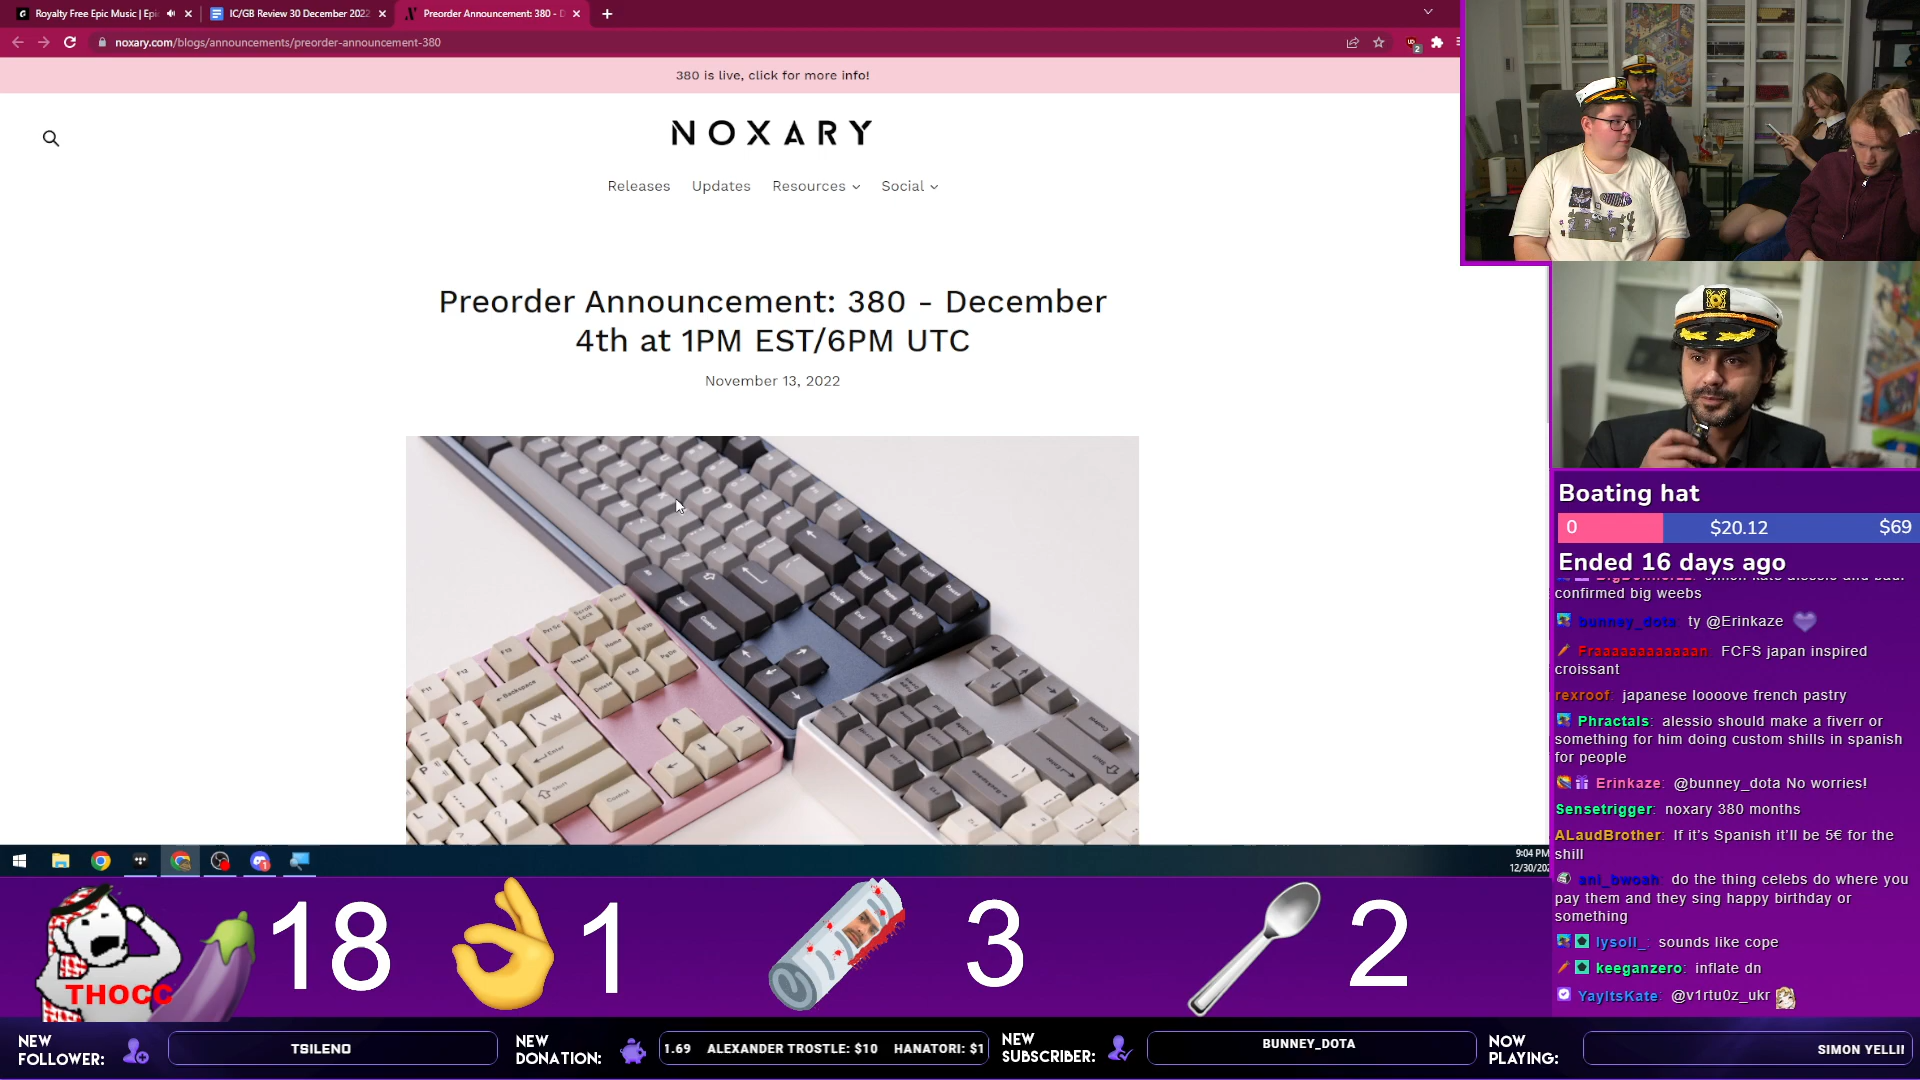 Royalty Free Epic Music | Epi
IC/GB Review 30 December 2022
Preorder Announcement: 380 - D
noxary.com/blogs/announcements/preorder-announcement-380
2
380 is live, click for more info!
NOXARY
Releases Updates Resources Social
Preorder Announcement: 380 - December
4th at 1PM EST/6PM UTC
November 13, 2022
Boating hat
0 $20.12 $69
Ended 16 days ago
confirmed big weebs
bunney_dota: ty @Erinkaze
Fraaaaaaaaaaaan: FCFS japan inspired
croissant
rexroof: japanese loooove french pastry
Phractals: alessio should make a fiverr or
something for him doing custom shills in spanish
for people
Erinkaze: @bunney_dota No worries!
Sensetrigger: noxary 380 months
ALaudBrother: If it's Spanish it'll be 5€ for the
shill
ani_bwoah: do the thing celebs do where you
pay them and they sing happy birthday or
something
lysoll_: sounds like cope
keeganzero: inflate dn
YayItsKate: @v1rtu0z_ukr
9:04 PM
12/30/202
THOCC
18
1
3
2
NEW
FOLLOWER:
TSILENO
NEW
DONATION:
1.69 ALEXANDER TROSTLE: $10 HANATORI: $1
NEW
SUBSCRIBER:
BUNNEY_DOTA
NOW
PLAYING:
SIMON YELLII